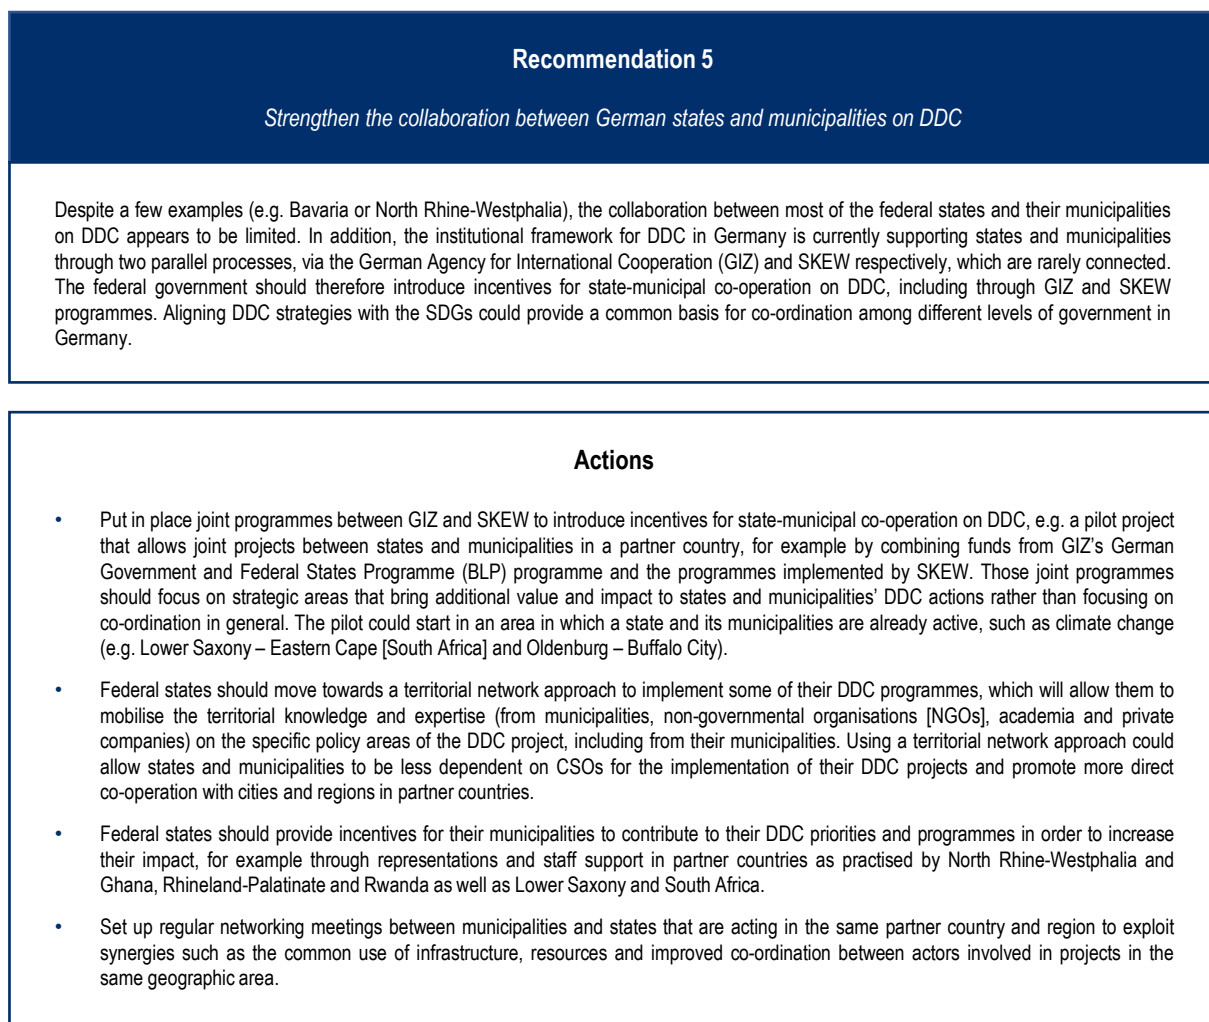 Recommendation 5
Strengthen the collaboration between German states and municipalities on DDC
Despite a few examples (e.g. Bavaria or North Rhine-Westphalia), the collaboration between most of the federal states and their municipalities
on DDC appears to be limited. In addition, the institutional framework for DDC in Germany is currently supporting states and municipalities
through two parallel processes, via the German Agency for International Cooperation (GIZ) and SKEW respectively, which are rarely connected.
The federal government should therefore introduce incentives for state-municipal co-operation on DDC, including through GIZ and SKEW
programmes. Aligning DDC strategies with the SDGs could provide a common basis for co-ordination among different levels of government in
Germany.
Actions
• Put in place joint programmes between GIZ and SKEW to introduce incentives for state-municipal co-operation on DDC, e.g. a pilot project
that allows joint projects between states and municipalities in a partner country, for example by combining funds from GIZ's German
Government and Federal States Programme (BLP) programme and the programmes implemented by SKEW. Those joint programmes
should focus on strategic areas that bring additional value and impact to states and municipalities' DDC actions rather than focusing on
co-ordination in general. The pilot could start in an area in which a state and its municipalities are already active, such as climate change
(e.g. Lower Saxony – Eastern Cape [South Africa] and Oldenburg – Buffalo City).
• Federal states should move towards a territorial network approach to implement some of their DDC programmes, which will allow them to
mobilise the territorial knowledge and expertise (from municipalities, non-governmental organisations [NGOs], academia and private
companies) on the specific policy areas of the DDC project, including from their municipalities. Using a territorial network approach could
allow states and municipalities to be less dependent on CSOs for the implementation of their DDC projects and promote more direct
co-operation with cities and regions in partner countries.
• Federal states should provide incentives for their municipalities to contribute to their DDC priorities and programmes in order to increase
their impact, for example through representations and staff support in partner countries as practised by North Rhine-Westphalia and
Ghana, Rhineland-Palatinate and Rwanda as well as Lower Saxony and South Africa.
• Set up regular networking meetings between municipalities and states that are acting in the same partner country and region to exploit
synergies such as the common use of infrastructure, resources and improved co-ordination between actors involved in projects in the
same geographic area.